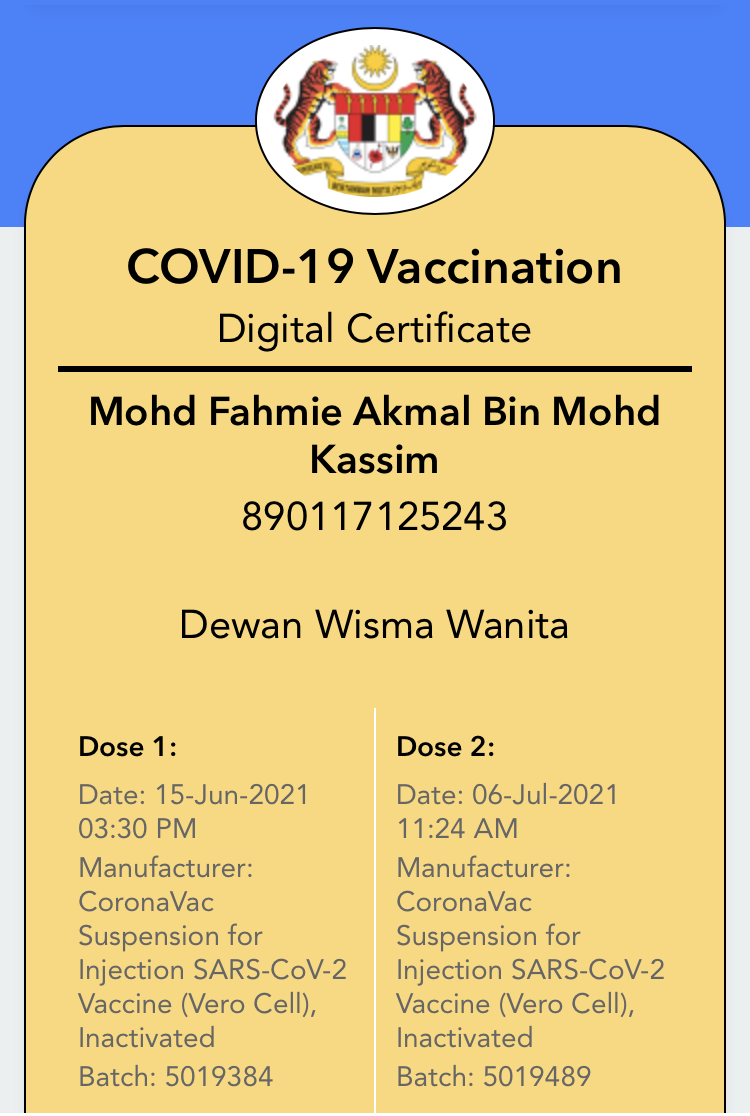 COVID-19 Vaccination
Digital Certificate
Mohd Fahmie Akmal Bin Mohd
Kassim
890117125243
Dewan Wisma Wanita
Dose 1:
Date: 15-Jun-2021
03:30 PM
Manufacturer:
CoronaVac
Suspension for
Injection SARS-CoV-2
Vaccine (Vero Cell),
Inactivated
Batch: 5019384
Dose 2:
Date: 06-Jul-2021
11:24 AM
Manufacturer:
CoronaVac
Suspension for
Injection SARS-CoV-2
Vaccine (Vero Cell),
Inactivated
Batch: 5019489